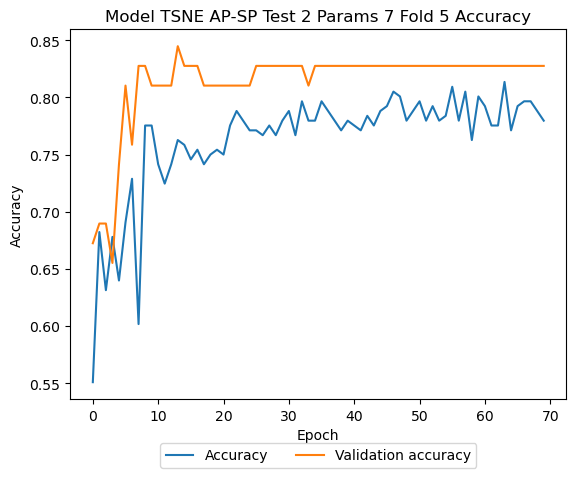 Model TSNE AP-SP Test 2 Params 7 Fold 5 Accuracy
0.85
0.80
0.75
0.70
0.65
0.60
0.55
Accuracy
0 10 20 30 40 50 60 70
Epoch
Accuracy Validation accuracy